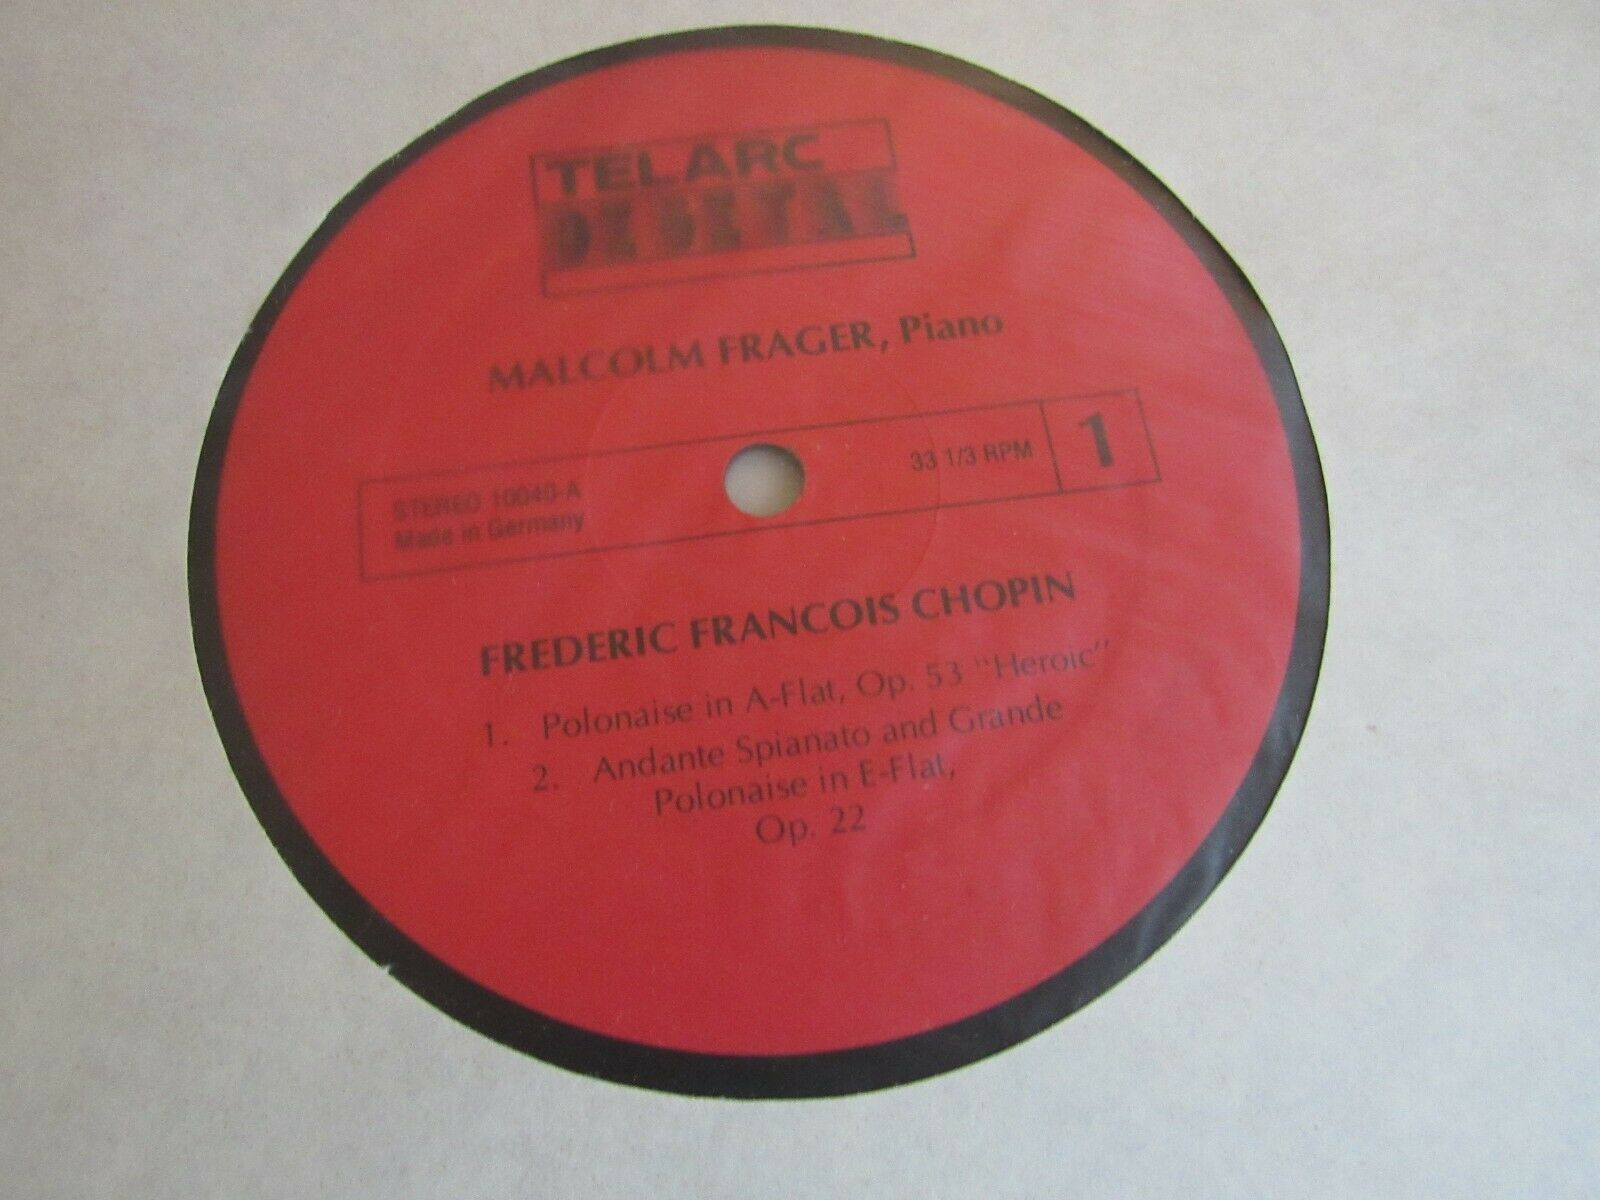 TELARC
DIGITAL
MALCOLM FRAGER, Piano
STEREO 10040-A
Made in Germany
33 1/3 RPM
1
FREDERIC FRANCOIS CHOPIN
1. Polonaise in A-Flat, Op. 53 "Heroic"
2. Andante Spianato and Grande
Polonaise in E-Flat,
Op. 22